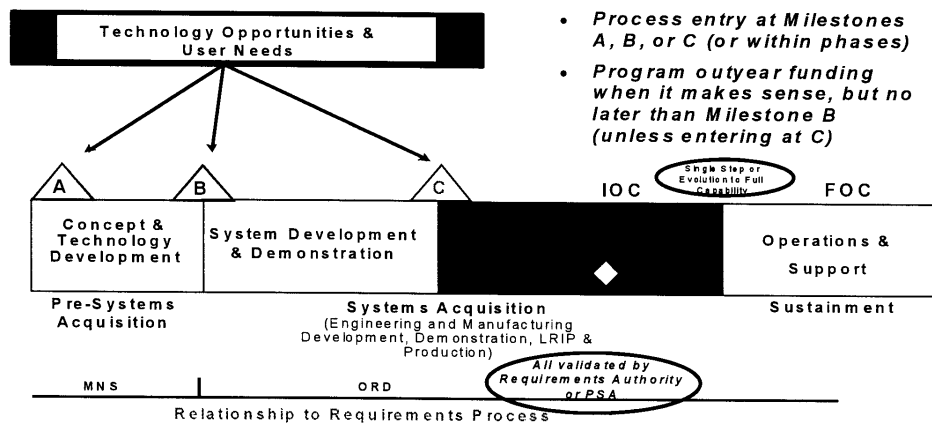 Technology Opportunities &
User Needs
• Process entry at Milestones
A, B, or C (or within phases)
• Program outyear funding
when it makes sense, but no
later than Milestone B
(unless entering at C)
A
B
C
IOC
Single Step or
Evolution to Full
Capability
FOC
Concept &
Technology
Development
System Development
& Demonstration
Operations &
Support
Pre-Systems
Acquisition
Systems Acquisition
(Engineering and Manufacturing
Development, Demonstration, LRIP &
Production)
Sustainment
MNS
ORD
All validated by
Requirements Authority
or PSA
Relationship to Requirements Process